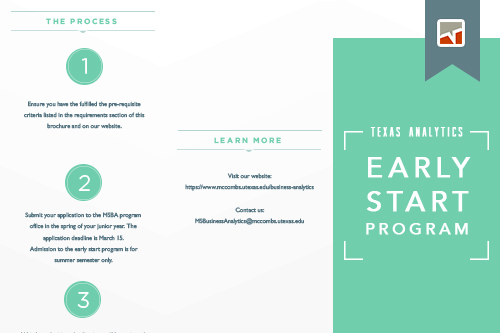 THE PROCESS
1
Ensure you have the fulfilled the pre-requisite
criteria listed in the requirements section of this
brochure and on our website.
2
Submit your application to the MSBA program
office in the spring of your junior year. The
application deadline is March 15.
Admission to the early start program is for
summer semester only.
3
LEARN MORE
Visit our website:
https://www.mccombs.utexas.edu/business-analytics
Contact us:
MSBusinessAnalytics@mccombs.utexas.edu
TEXAS ANALYTICS
EARLY
START
PROGRAM